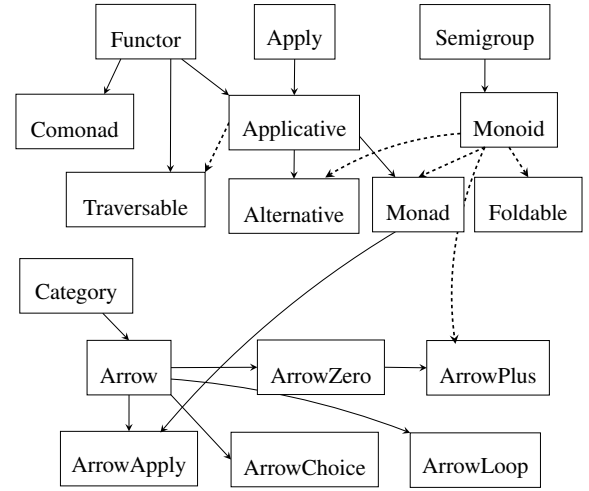 Functor
Apply
Semigroup
Comonad
Applicative
Monoid
Traversable
Alternative
Monad
Foldable
Category
Arrow
ArrowZero
ArrowPlus
ArrowApply
ArrowChoice
ArrowLoop